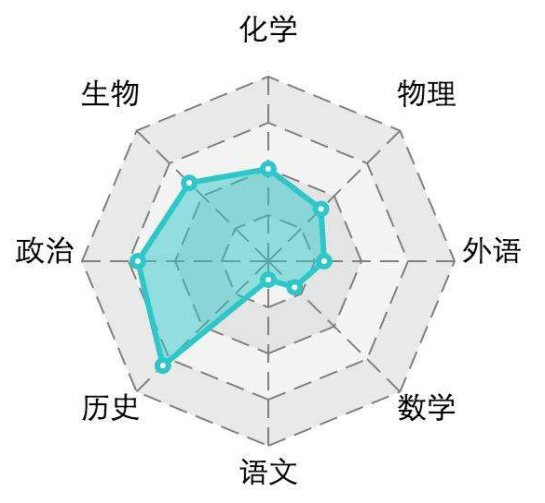 化学
生物
物理
政治
外语
历史
数学
语文